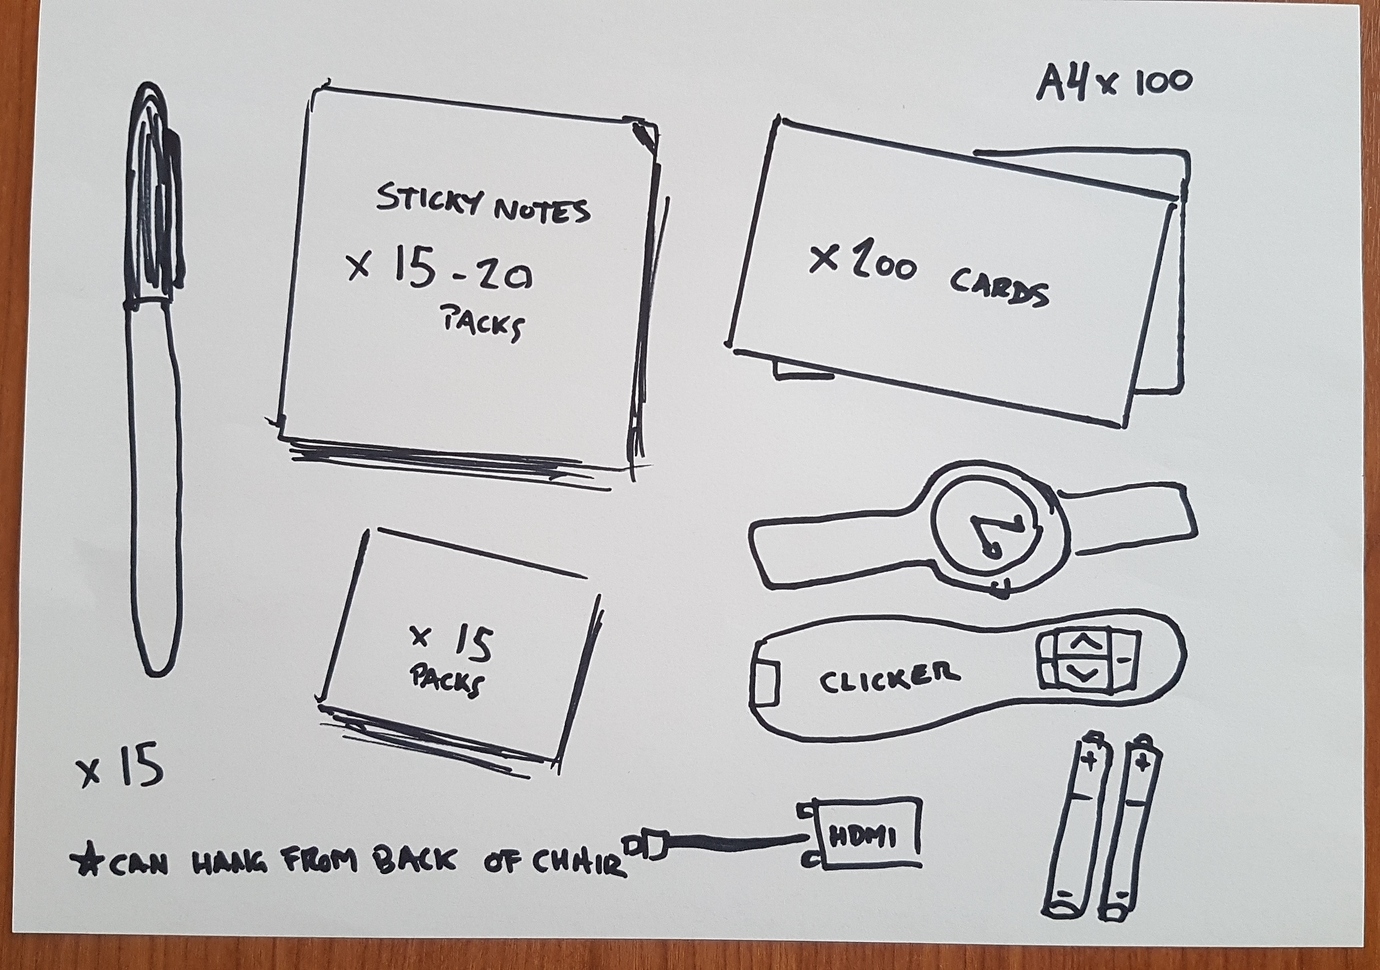 A4 x 100
STICKY NOTES
x 15-20
PACKS
x 200 CARDS
x 15
PACKS
CLICKER
x 15
HDMI
★ CAN HANG FROM BACK OF CHAIR